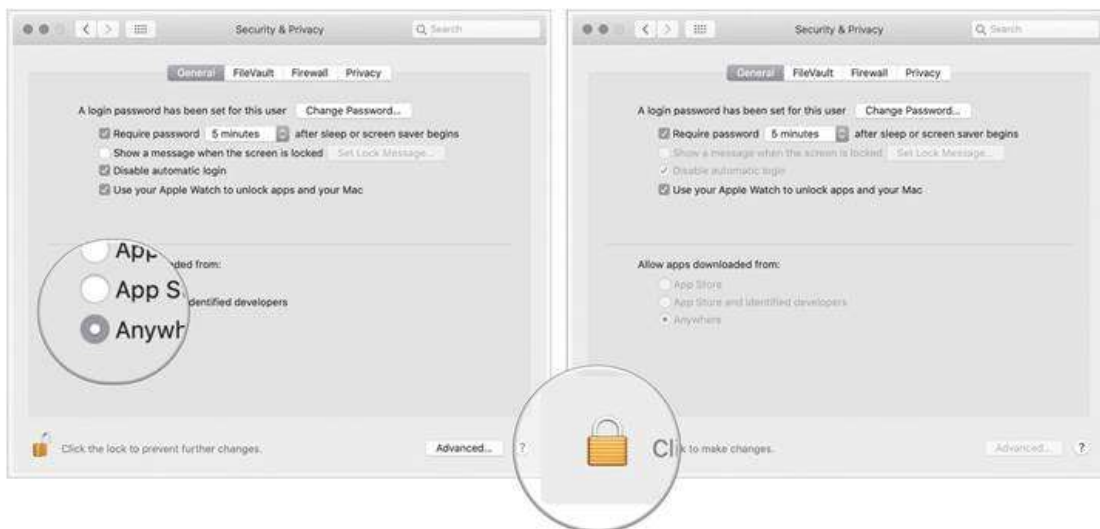 Security & Privacy
Search
General FileVault Firewall Privacy
A login password has been set for this user Change Password...
Require password 5 minutes after sleep or screen saver begins
Show a message when the screen is locked Set Lock Message...
Disable automatic login
Use your Apple Watch to unlock apps and your Mac
App
ded from:
App S
dentified developers
Anywh
Click the lock to prevent further changes.
Advanced... ?
Security & Privacy
Search
General FileVault Firewall Privacy
A login password has been set for this user Change Password...
Require password 5 minutes after sleep or screen saver begins
Show a message when the screen is locked Set Lock Message...
Disable automatic login
Use your Apple Watch to unlock apps and your Mac
Allow apps downloaded from:
App Store
App Store and identified developers
Anywhere
Cli k to make changes.
Advanced... ?